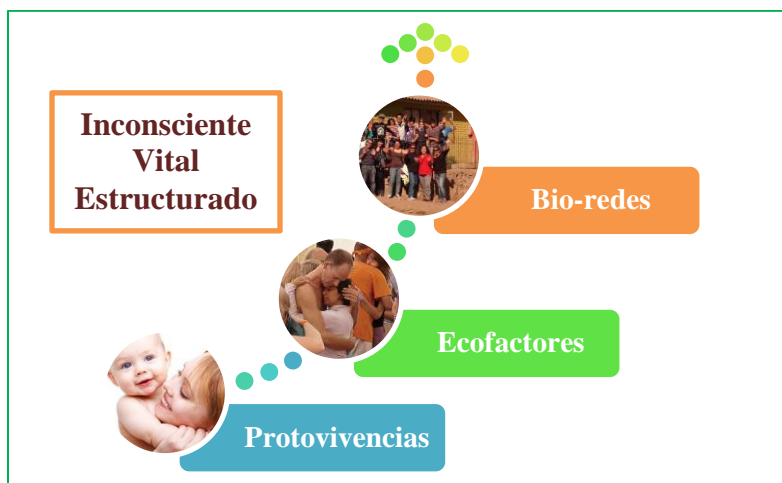 Inconsciente
Vital
Estructurado
Bio-redes
Ecofactores
Protovivencias